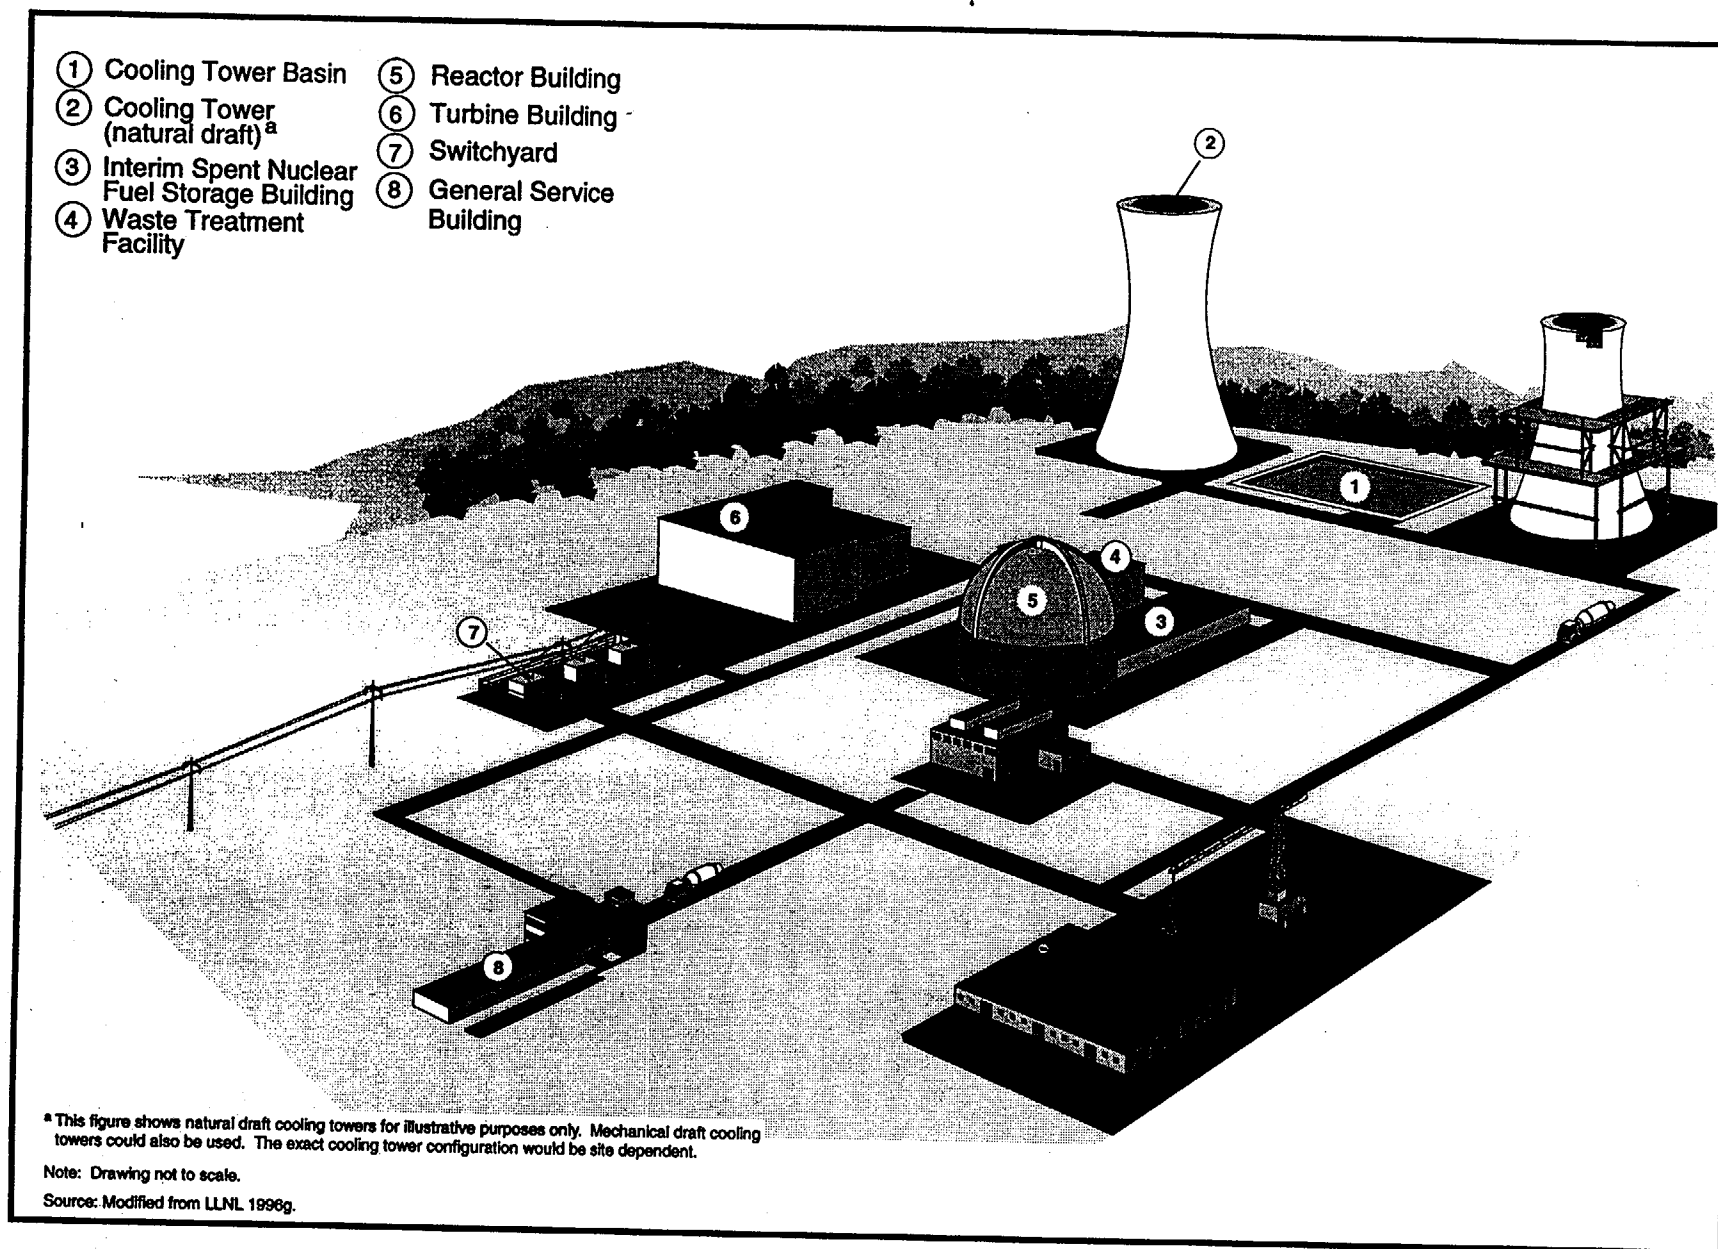 1 Cooling Tower Basin
2 Cooling Tower
(natural draft)a
3 Interim Spent Nuclear
Fuel Storage Building
4 Waste Treatment
Facility
5 Reactor Building
6 Turbine Building
7 Switchyard
8 General Service
Building
2
1
6
4
5
3
7
8
a This figure shows natural draft cooling towers for illustrative purposes only. Mechanical draft cooling
towers could also be used. The exact cooling tower configuration would be site dependent.
Note: Drawing not to scale.
Source: Modified from LLNL 1996g.